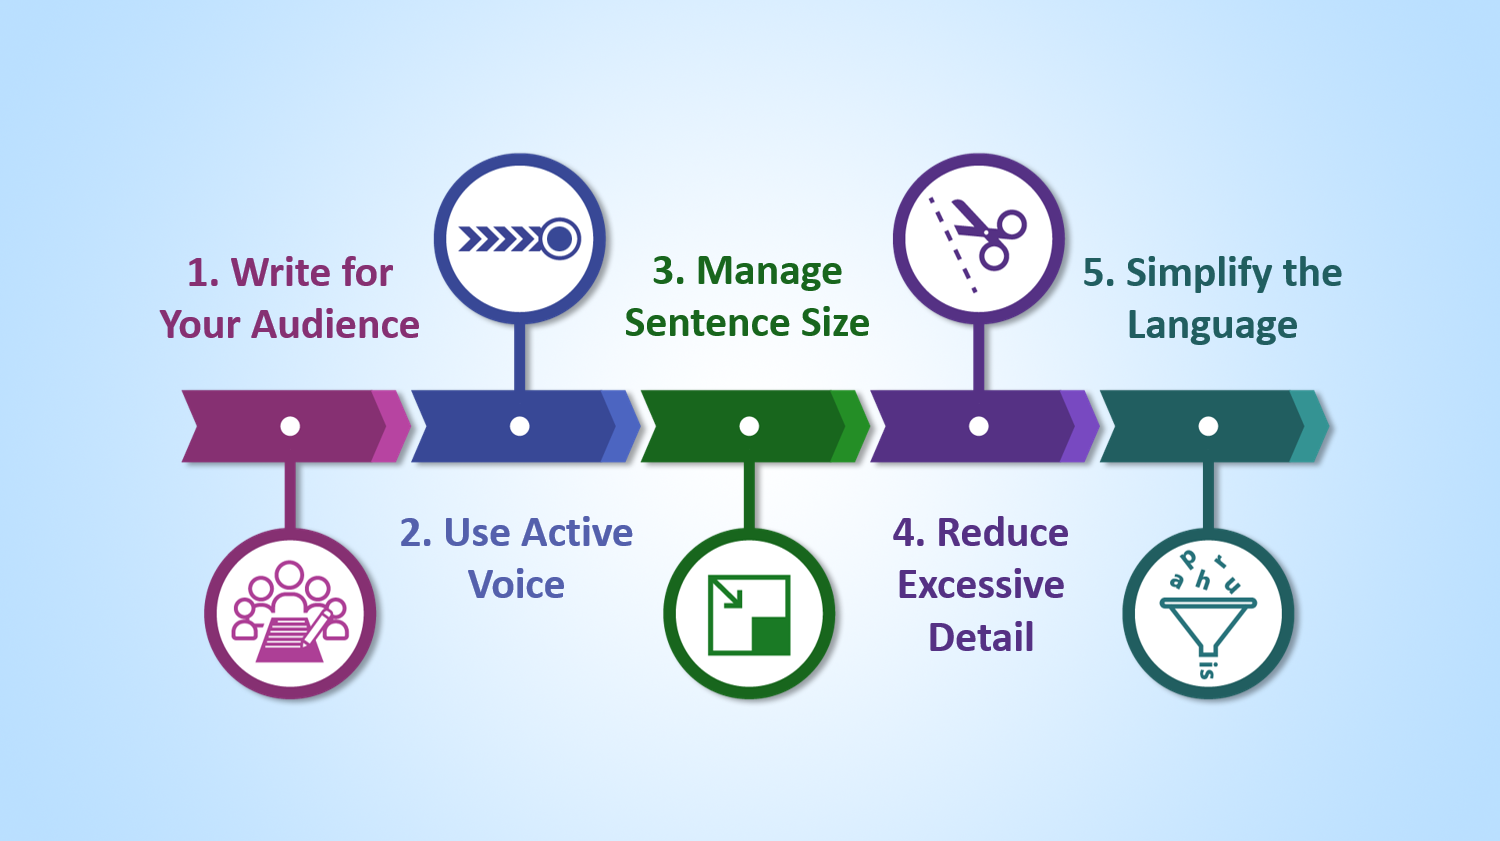 1. Write for
Your Audience
2. Use Active
Voice
3. Manage
Sentence Size
4. Reduce
Excessive
Detail
5. Simplify the
Language
a p h r u
is